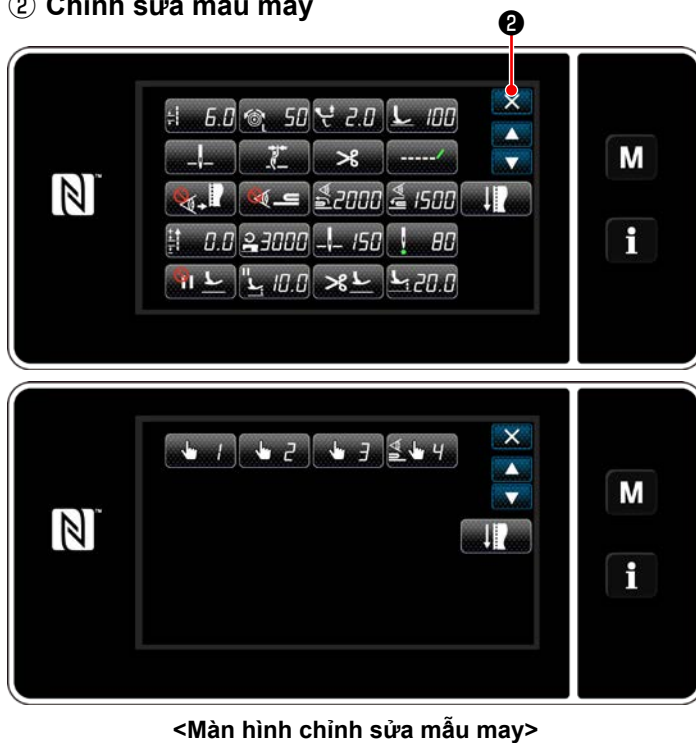 ② Chỉnh sửa mẫu may
❷
6.0 50 2.0 100
2000 1500
0.0 3000 150 80
10.0 20.0
M
i
1 2 3 4
M
i
<Màn hình chỉnh sửa mẫu may>